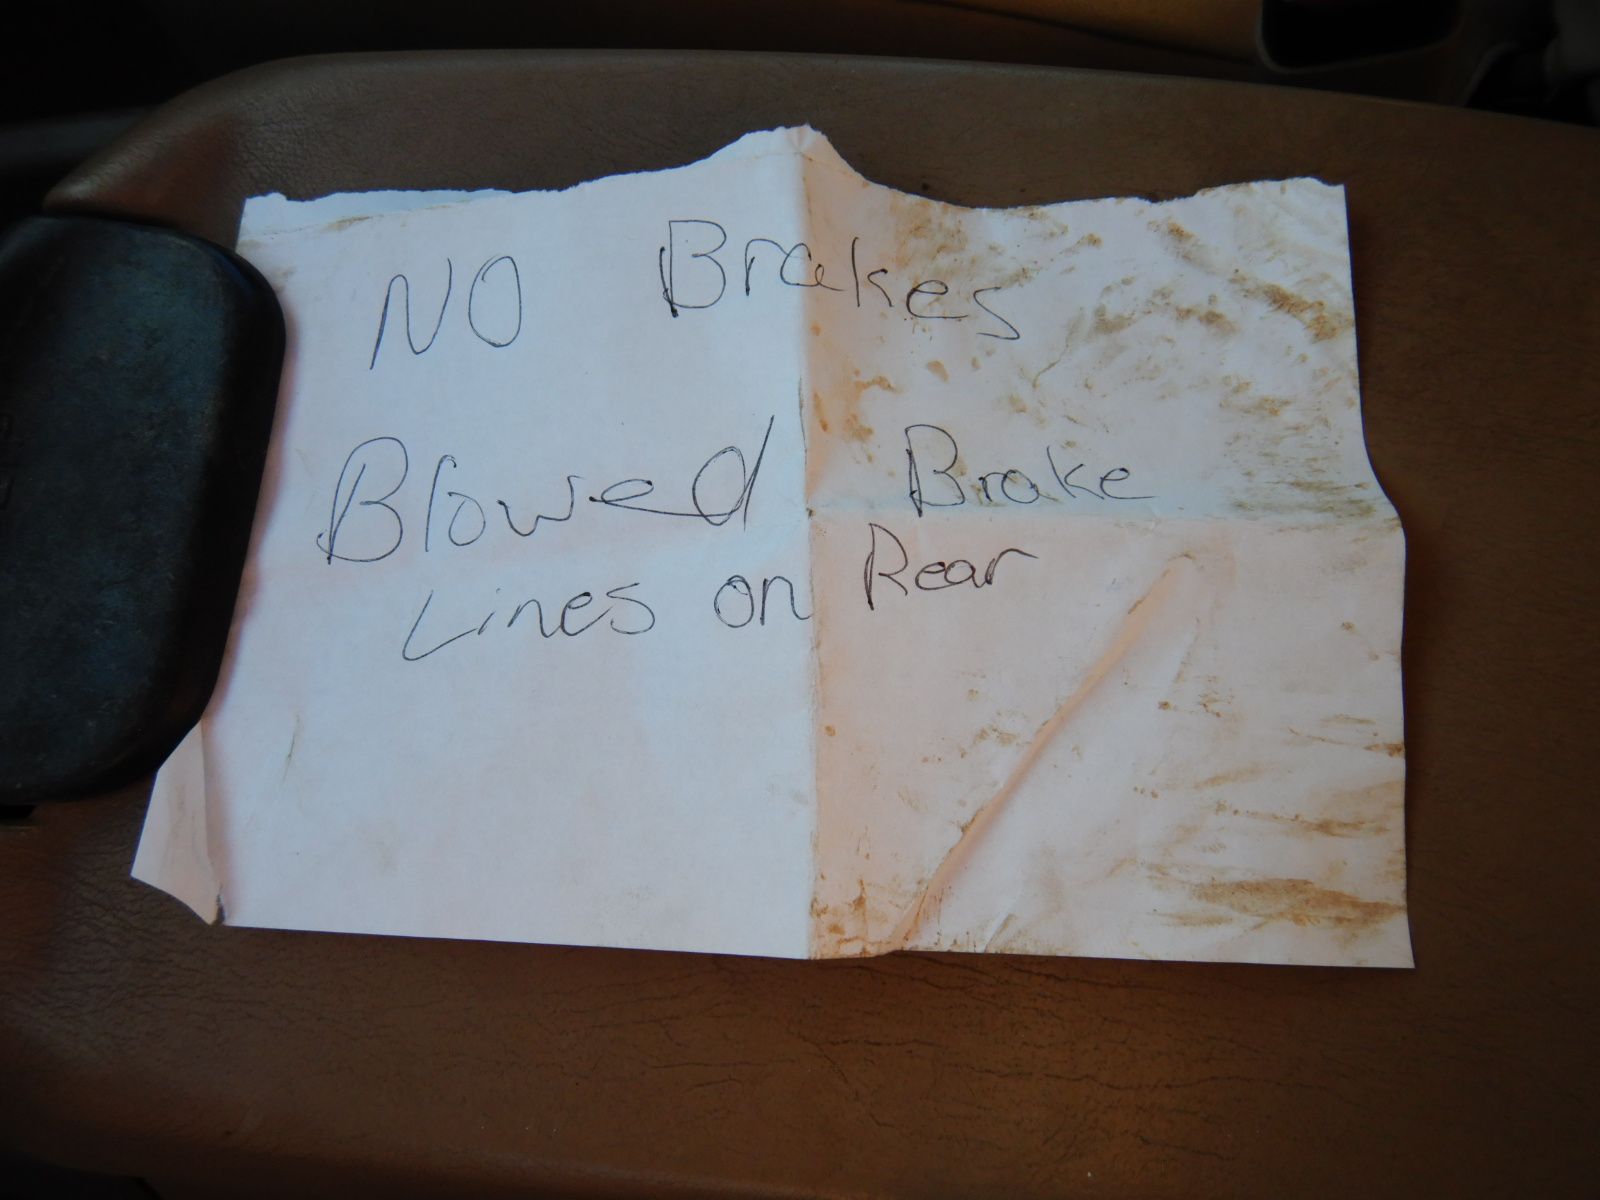 NO Brakes
Blowed Brake
Lines on Rear